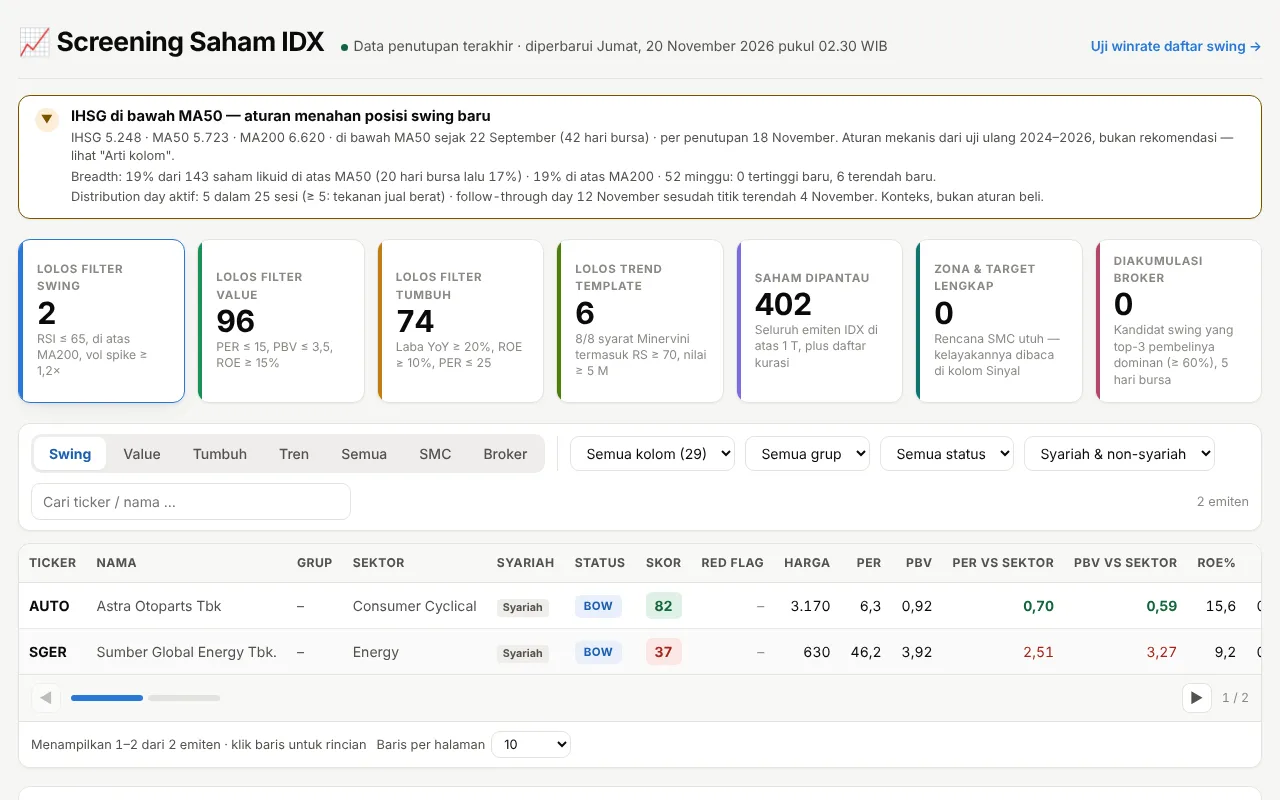 Screening Saham IDX
Data penutupan terakhir · diperbarui Jumat, 20 November 2026 pukul 02.30 WIB
Uji winrate daftar swing →
IHSG di bawah MA50 — aturan menahan posisi swing baru
IHSG 5.248 · MA50 5.723 · MA200 6.620 · di bawah MA50 sejak 22 September (42 hari bursa) · per penutupan 18 November. Aturan mekanis dari uji ulang 2024–2026, bukan rekomendasi —
lihat "Arti kolom".
Breadth: 19% dari 143 saham likuid di atas MA50 (20 hari bursa lalu 17%) · 19% di atas MA200 · 52 minggu: 0 tertinggi baru, 6 terendah baru.
Distribution day aktif: 5 dalam 25 sesi (≥ 5: tekanan jual berat) · follow-through day 12 November sesudah titik terendah 4 November. Konteks, bukan aturan beli.
LOLOS FILTER
SWING
2
RSI ≤ 65, di atas
MA200, vol spike ≥
1,2×
LOLOS FILTER
VALUE
96
PER ≤ 15, PBV ≤ 3,5,
ROE ≥ 15%
LOLOS FILTER
TUMBUH
74
Laba YoY ≥ 20%, ROE
≥ 10%, PER ≤ 25
LOLOS TREND
TEMPLATE
6
8/8 syarat Minervini
termasuk RS ≥ 70, nilai
≥ 5 M
SAHAM DIPANTAU
402
Seluruh emiten IDX di
atas 1 T, plus daftar
kurasi
ZONA & TARGET
LENGKAP
0
Rencana SMC utuh —
kelayakannya dibaca
di kolom Sinyal
DIAKUMULASI
BROKER
0
Kandidat swing yang
top-3 pembelinya
dominan (≥ 60%), 5
hari bursa
Swing Value Tumbuh Tren Semua SMC Broker Semua kolom (29) Semua grup Semua status Syariah & non-syariah
Cari ticker / nama ...
2 emiten
TICKER NAMA GRUP SEKTOR SYARIAH STATUS SKOR RED FLAG HARGA PER PBV PER VS SEKTOR PBV VS SEKTOR ROE%
AUTO Astra Otoparts Tbk – Consumer Cyclical Syariah BOW 82 – 3.170 6,3 0,92 0,70 0,59 15,6
SGER Sumber Global Energy Tbk. – Energy Syariah BOW 37 – 630 46,2 3,92 2,51 3,27 9,2
1 / 2
Menampilkan 1–2 dari 2 emiten · klik baris untuk rincian Baris per halaman 10